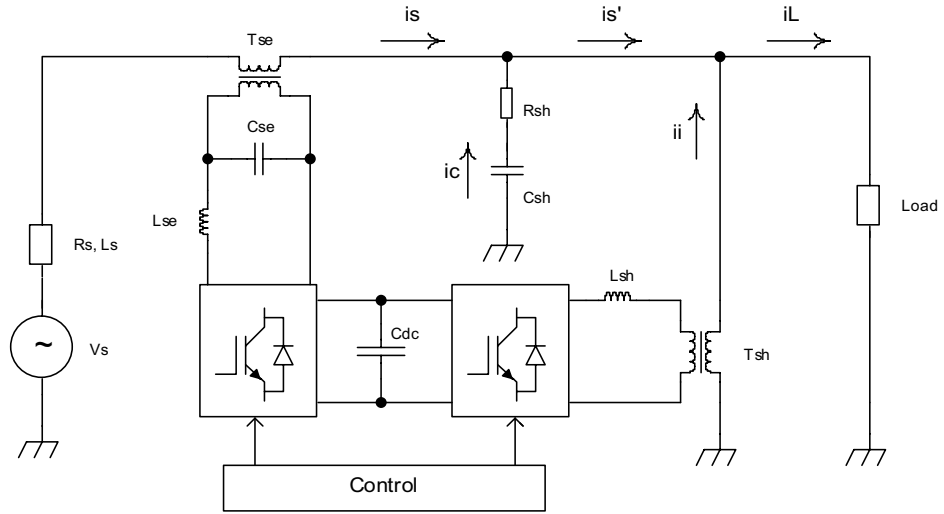 is
is'
iL
Tse
Rsh
Cse
ic
ii
Csh
Lse
Load
Rs, Ls
Lsh
Cdc
~
Vs
Tsh
Control